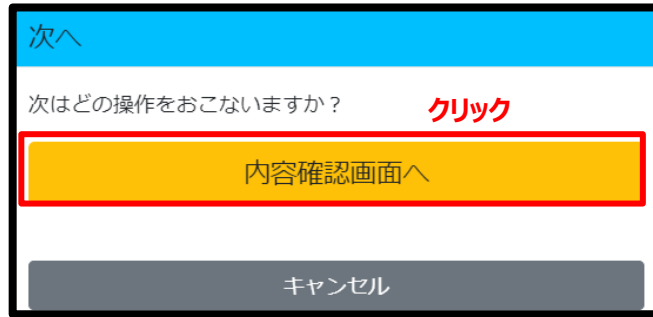 次へ
次はどの操作をおこないますか？
クリック
内容確認画面へ
キャンセル